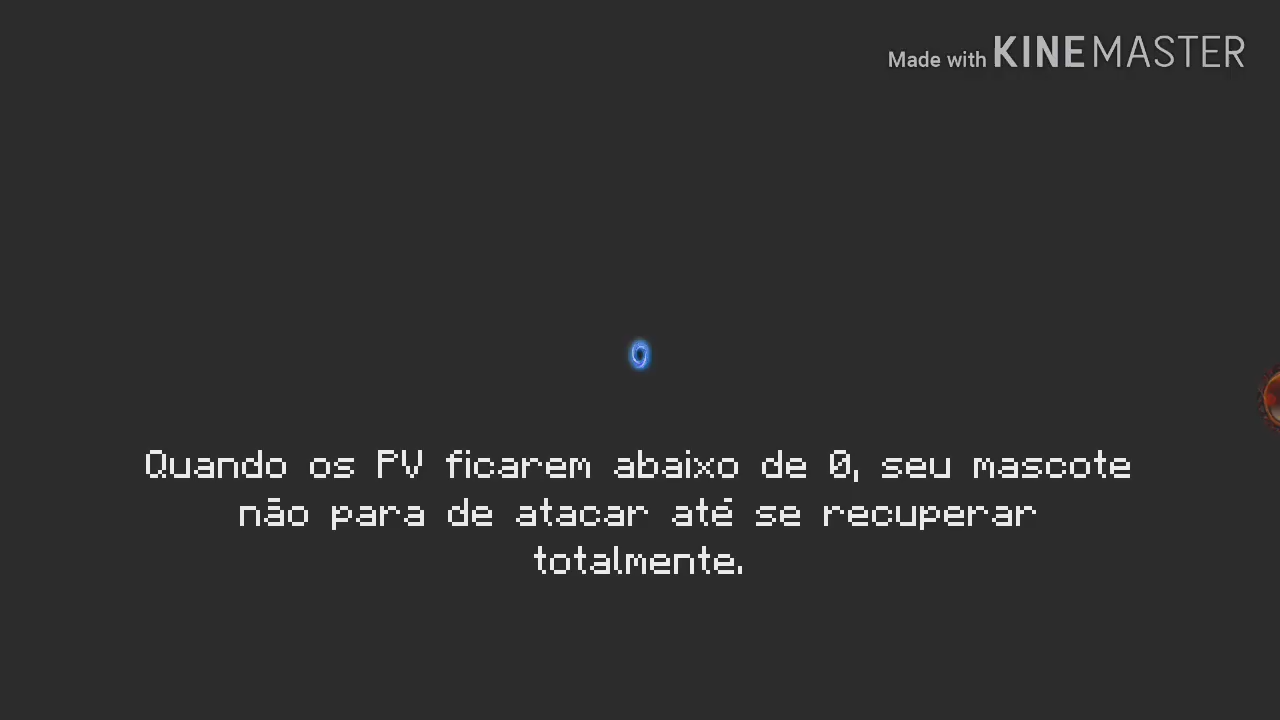 Made with KINEMASTER
Quando os PV ficarem abaixo de 0, seu mascote
não para de atacar até se recuperar
totalmente.